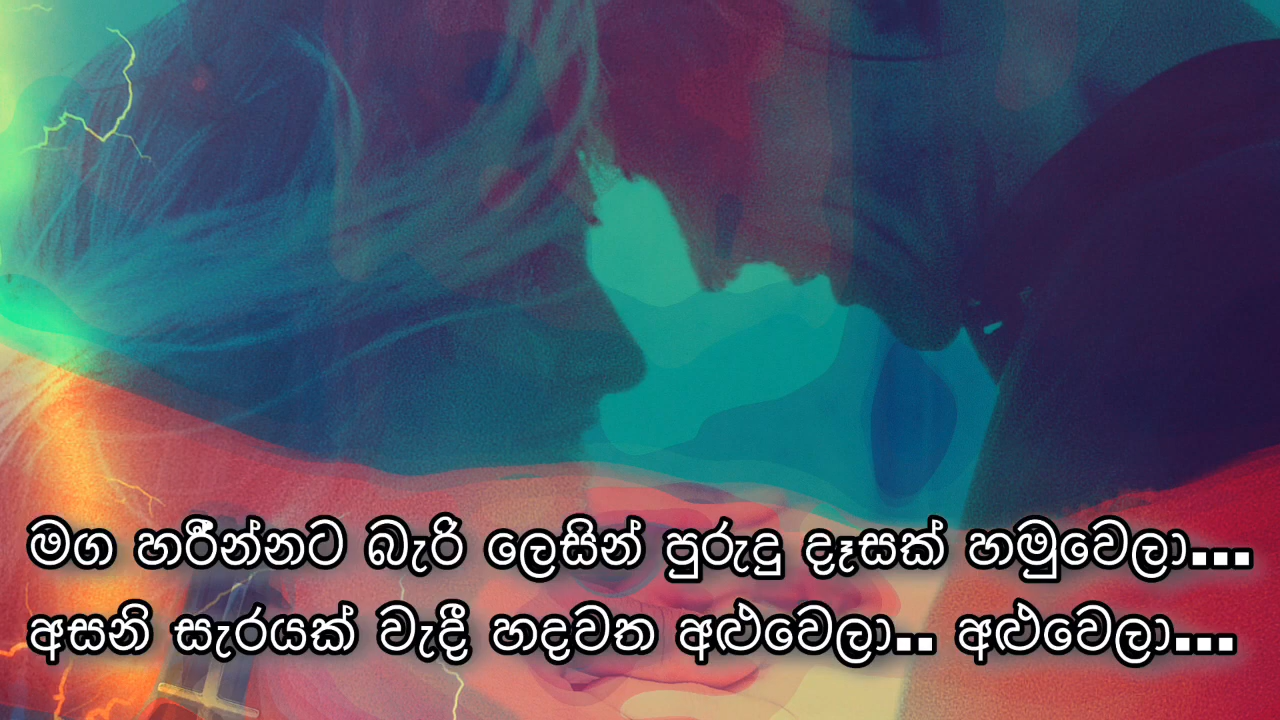 මග හරීන්නට බැරි ලෙසින් පුරුදු දෑසක් හමුවෙලා...
අසනි සැරයක් වැදී හදවත අළුවෙලා.. අළුවෙලා...